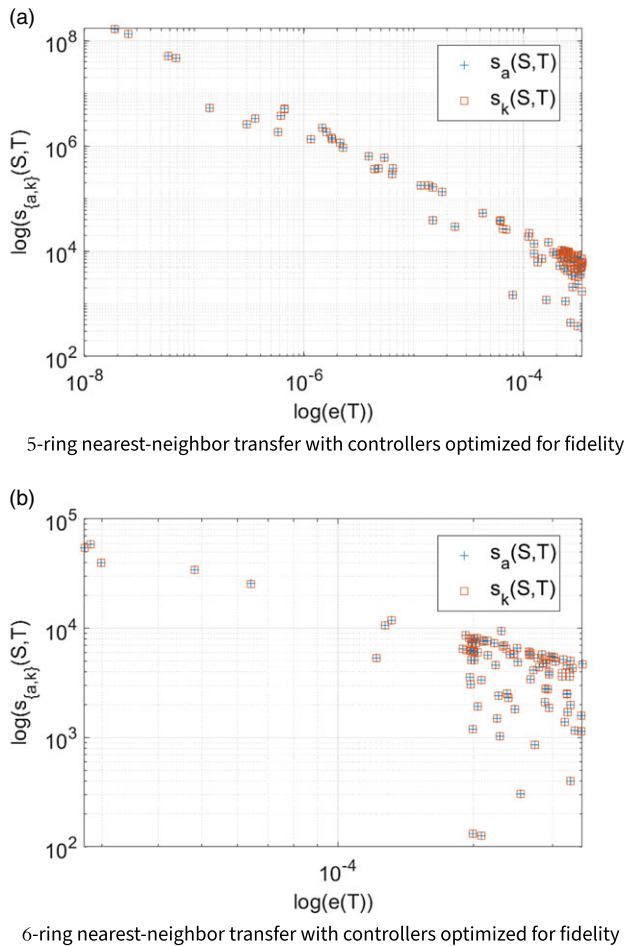 (a)
10^8
10^6
10^4
10^2
log(s_{a,k}(S,T)
s_a(S,T)
s_k(S,T)
10^-8
10^-6
10^-4
log(e(T))
5-ring nearest-neighbor transfer with controllers optimized for fidelity
(b)
10^5
10^4
10^3
10^2
log(s_{a,k}(S,T)
s_a(S,T)
s_k(S,T)
10^-4
log(e(T))
6-ring nearest-neighbor transfer with controllers optimized for fidelity